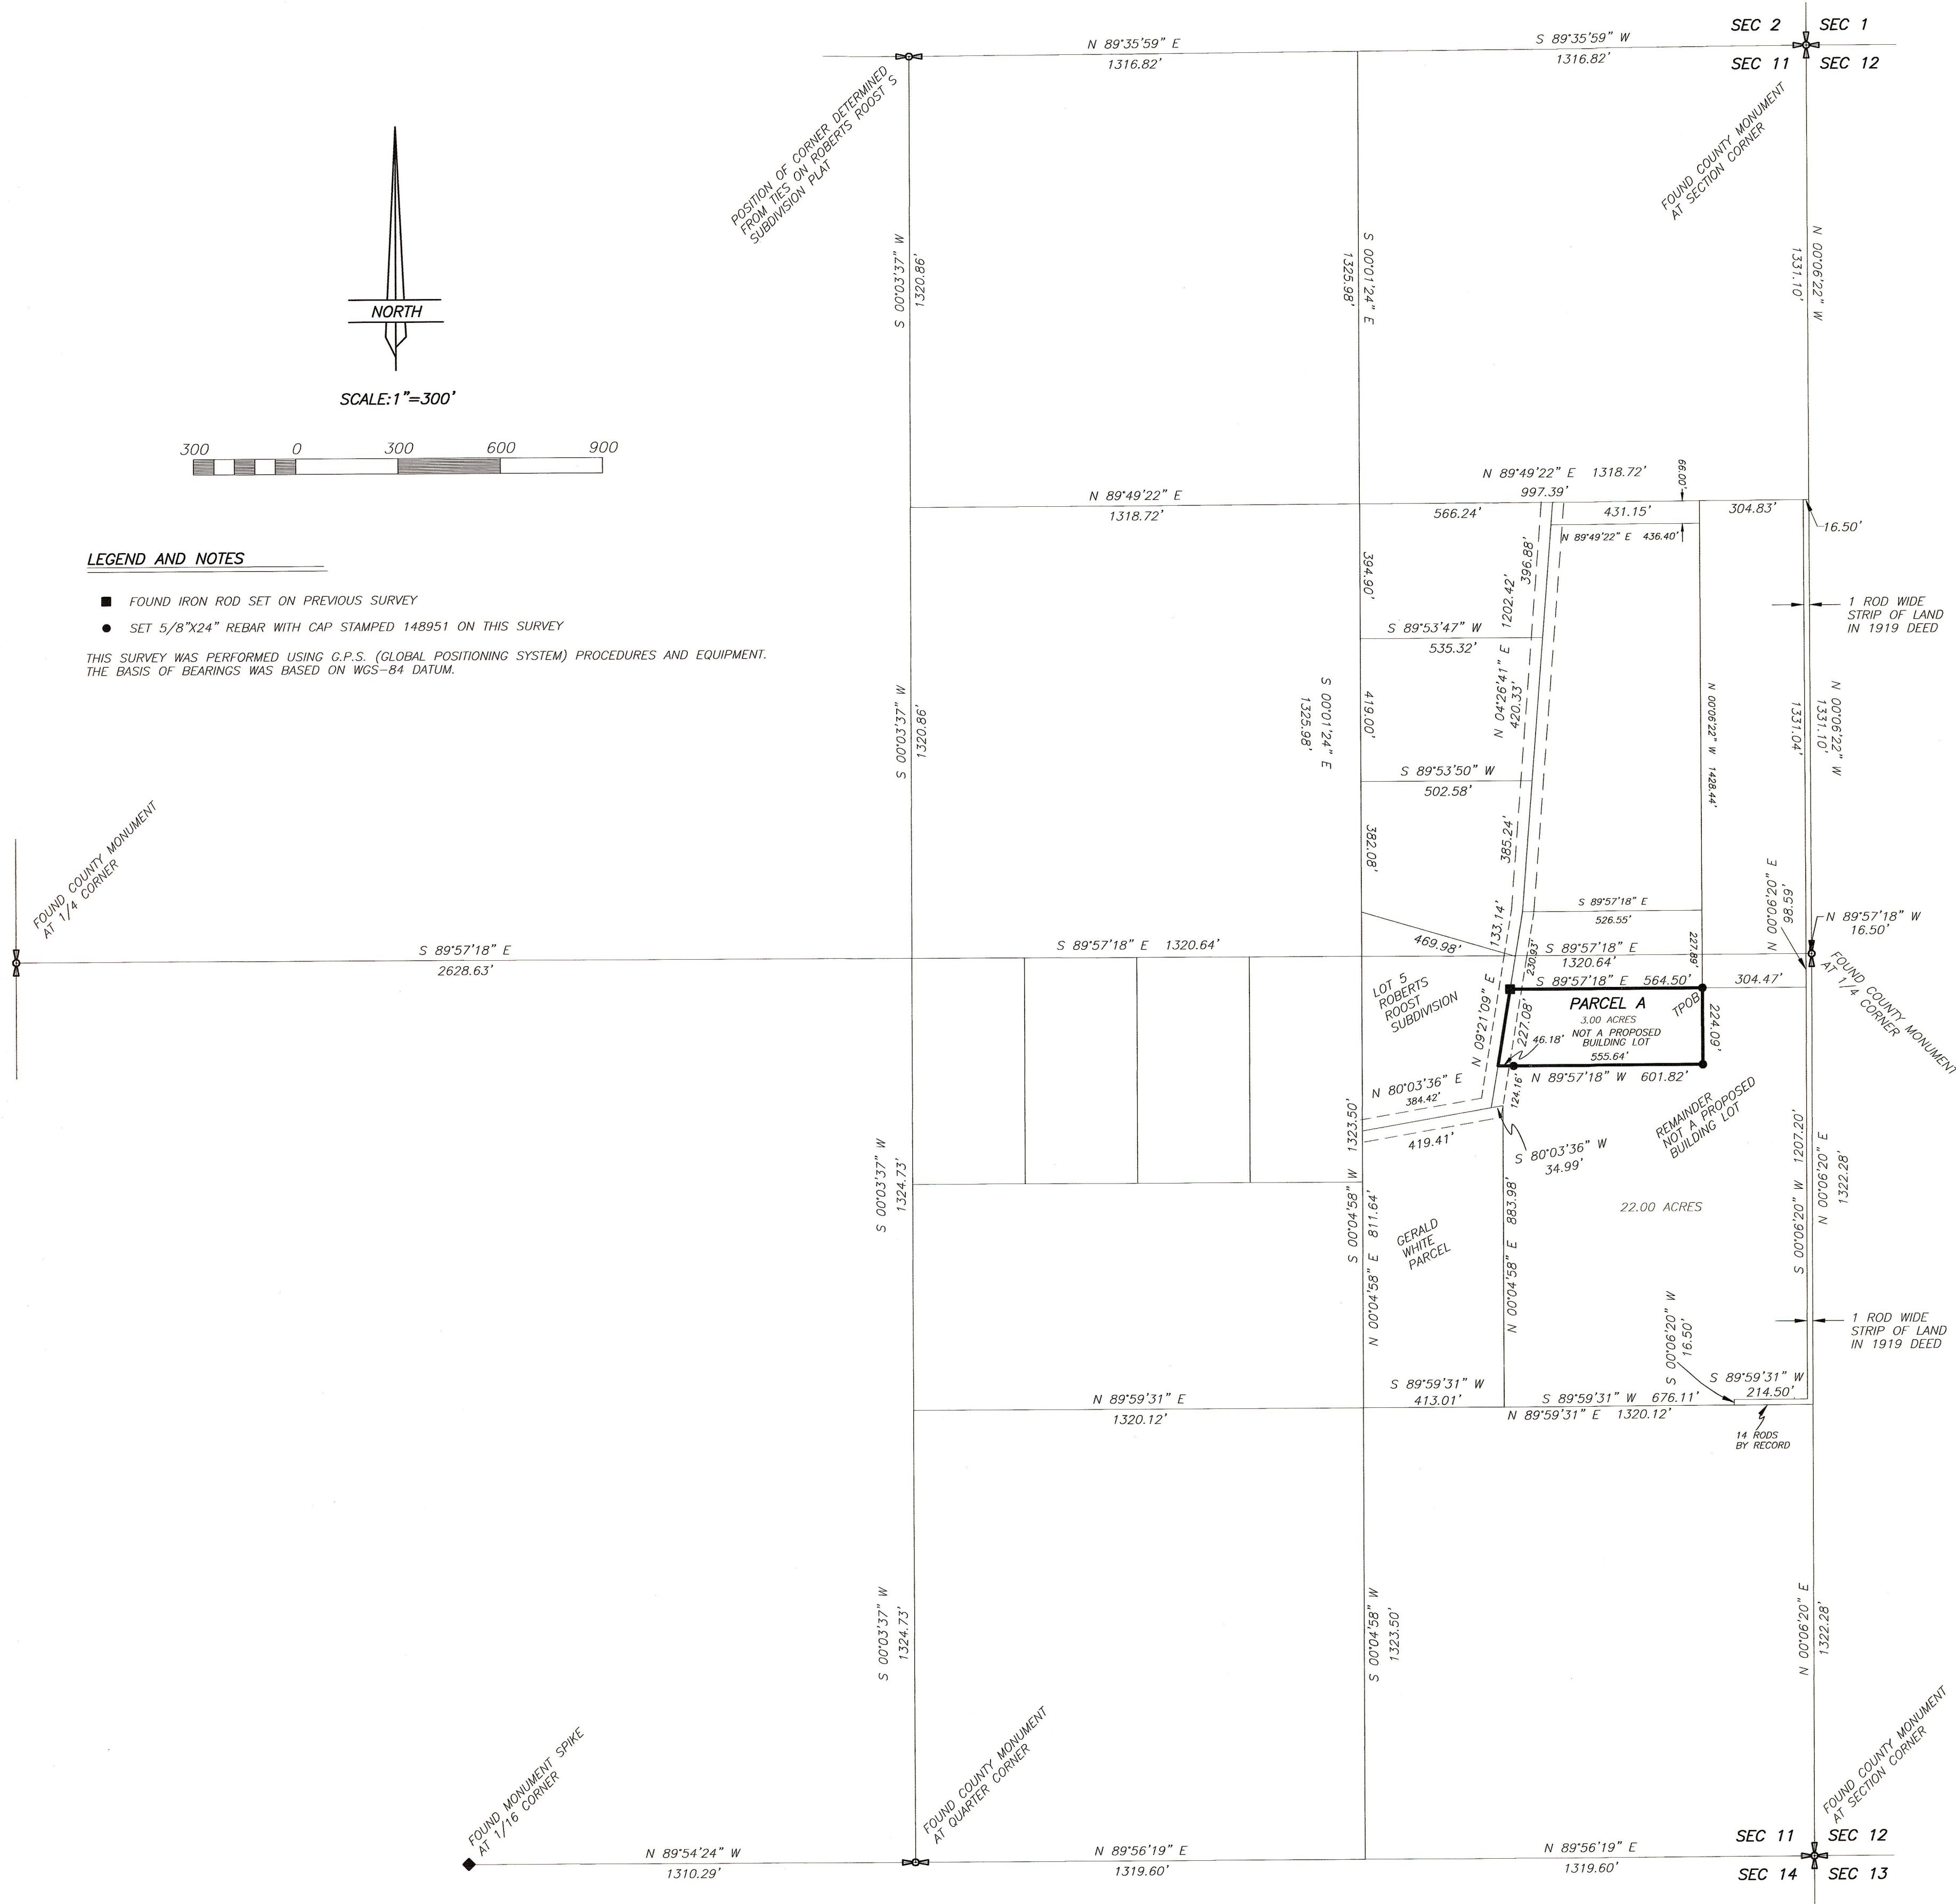 SEC 2 SEC 1
SEC 11 SEC 12
N 89°35'59" E
1316.82'
S 89°35'59" W
1316.82'
POSITION OF CORNER DETERMINED
FROM TIES ON ROBERTS ROOST S
SUBDIVISION PLAT
FOUND COUNTY MONUMENT
AT SECTION CORNER
NORTH
SCALE:1"=300'
300 0 300 600 900
S 00°03'37" W
1320.86'
S 00°01'24" E
1325.98'
N 00°06'22" W
1331.10'
LEGEND AND NOTES
FOUND IRON ROD SET ON PREVIOUS SURVEY
SET 5/8"X24" REBAR WITH CAP STAMPED 148951 ON THIS SURVEY
THIS SURVEY WAS PERFORMED USING G.P.S. (GLOBAL POSITIONING SYSTEM) PROCEDURES AND EQUIPMENT.
THE BASIS OF BEARINGS WAS BASED ON WGS-84 DATUM.
N 89°49'22" E
1318.72'
N 89°49'22" E 1318.72'
997.39'
66.00'
566.24'
431.15'
304.83'
16.50'
N 89°49'22" E 436.40'
394.90'
396.88'
1202.42'
1 ROD WIDE
STRIP OF LAND
IN 1919 DEED
S 89°53'47" W
535.32'
S 00°03'37" W
1320.86'
S 00°01'24" E
1325.98'
419.00'
N 04°26'41" E
420.33'
N 00°06'22" W 1428.44'
1331.04'
N 00°06'22" W
1331.10'
S 89°53'50" W
502.58'
382.08'
385.24'
FOUND COUNTY MONUMENT
AT 1/4 CORNER
S 89°57'18" E
2628.63'
S 89°57'18" E 1320.64'
469.98'
133.14'
S 89°57'18" E
526.55'
S 89°57'18" E
1320.64'
230.93'
227.89'
N 00°06'20" E
98.59'
N 89°57'18" W
16.50'
FOUND COUNTY MONUMENT
AT 1/4 CORNER
S 89°57'18" E 564.50'
304.47'
LOT 5
ROBERTS
ROOST
SUBDIVISION
N 09°21'09" E
227.08'
PARCEL A
3.00 ACRES
NOT A PROPOSED
BUILDING LOT
TPOB
224.09'
46.18'
555.64'
N 89°57'18" W 601.82'
124.16'
N 80°03'36" E
384.42'
419.41'
S 80°03'36" W
34.99'
REMAINDER
NOT A PROPOSED
BUILDING LOT
22.00 ACRES
S 00°03'37" W
1324.73'
S 00°04'58" W 1323.50'
N 00°04'58" E 811.64'
GERALD
WHITE
PARCEL
N 00°04'58" E 883.98'
S 00°06'20" W 1207.20'
N 00°06'20" E
1322.28'
S 00°06'20" W
16.50'
1 ROD WIDE
STRIP OF LAND
IN 1919 DEED
N 89°59'31" E
1320.12'
S 89°59'31" W
413.01'
S 89°59'31" W 676.11'
N 89°59'31" E 1320.12'
S 89°59'31" W
214.50'
14 RODS
BY RECORD
S 00°03'37" W
1324.73'
S 00°04'58" W
1323.50'
N 00°06'20" E
1322.28'
FOUND MONUMENT SPIKE
AT 1/16 CORNER
FOUND COUNTY MONUMENT
AT QUARTER CORNER
FOUND COUNTY MONUMENT
AT SECTION CORNER
N 89°54'24" W
1310.29'
N 89°56'19" E
1319.60'
N 89°56'19" E
1319.60'
SEC 11 SEC 12
SEC 14 SEC 13